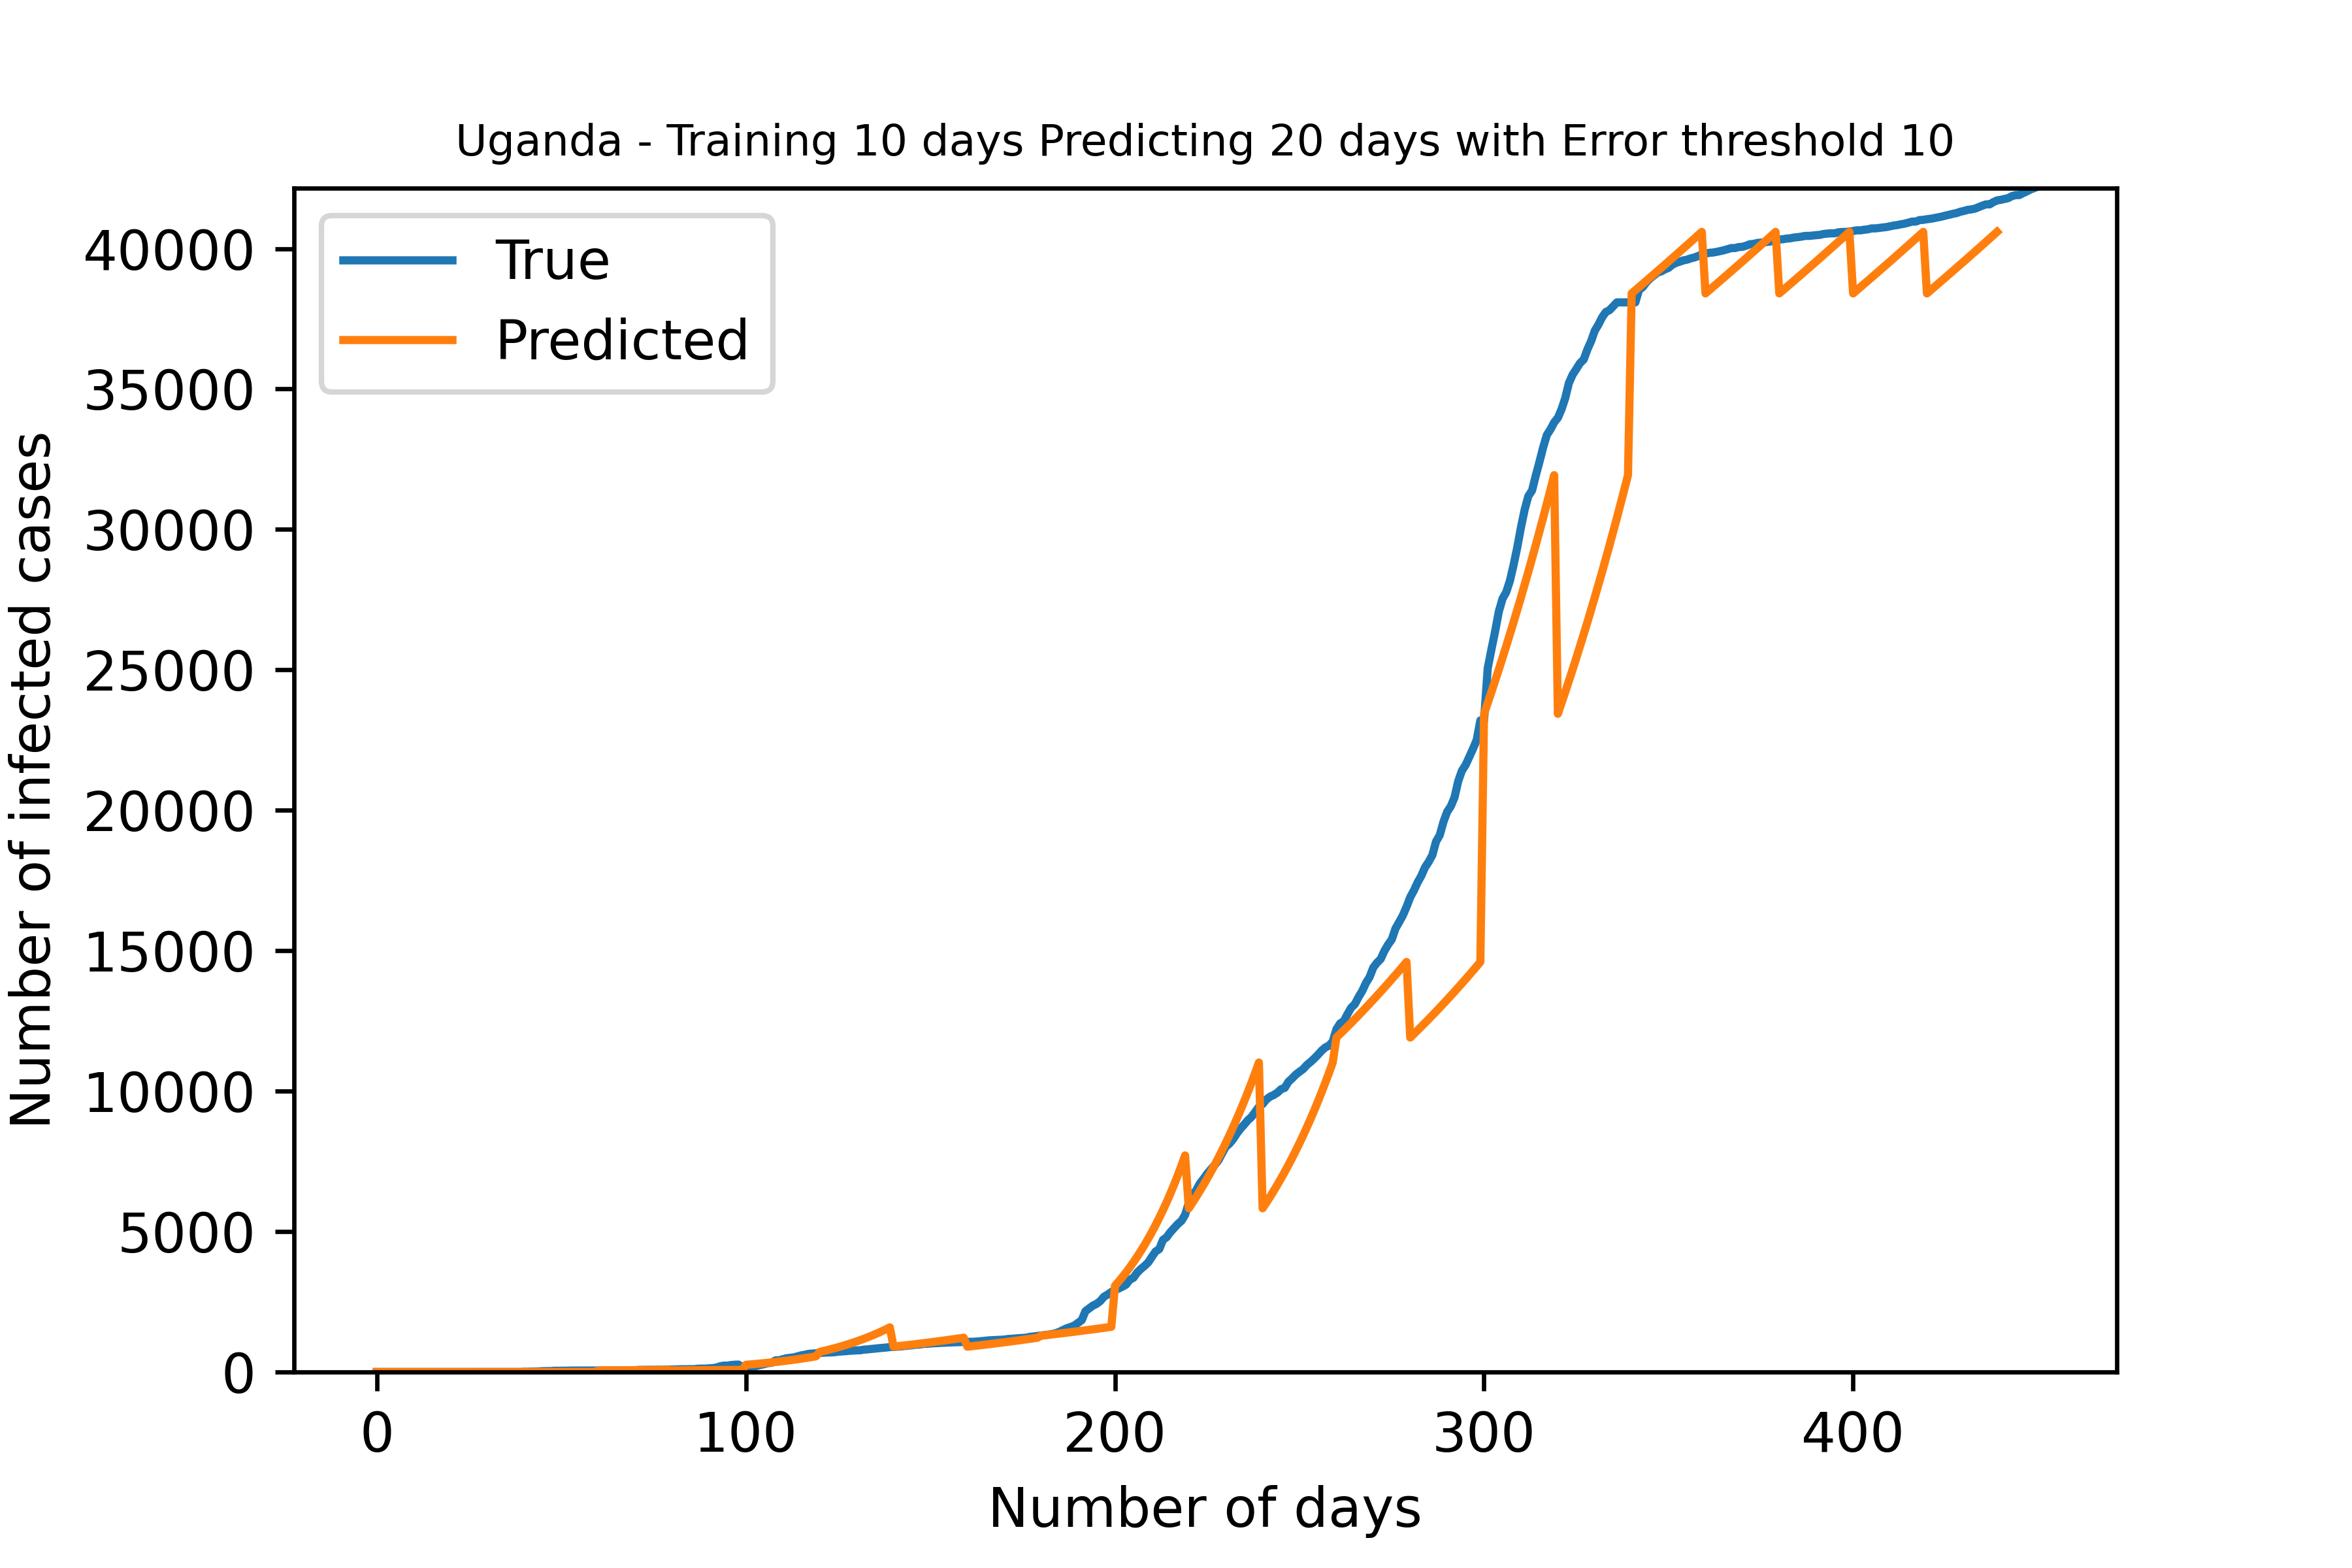 Uganda - Training 10 days Predicting 20 days with Error threshold 10
True
Predicted
Number of infected cases
40000
35000
30000
25000
20000
15000
10000
5000
0
0 100 200 300 400
Number of days